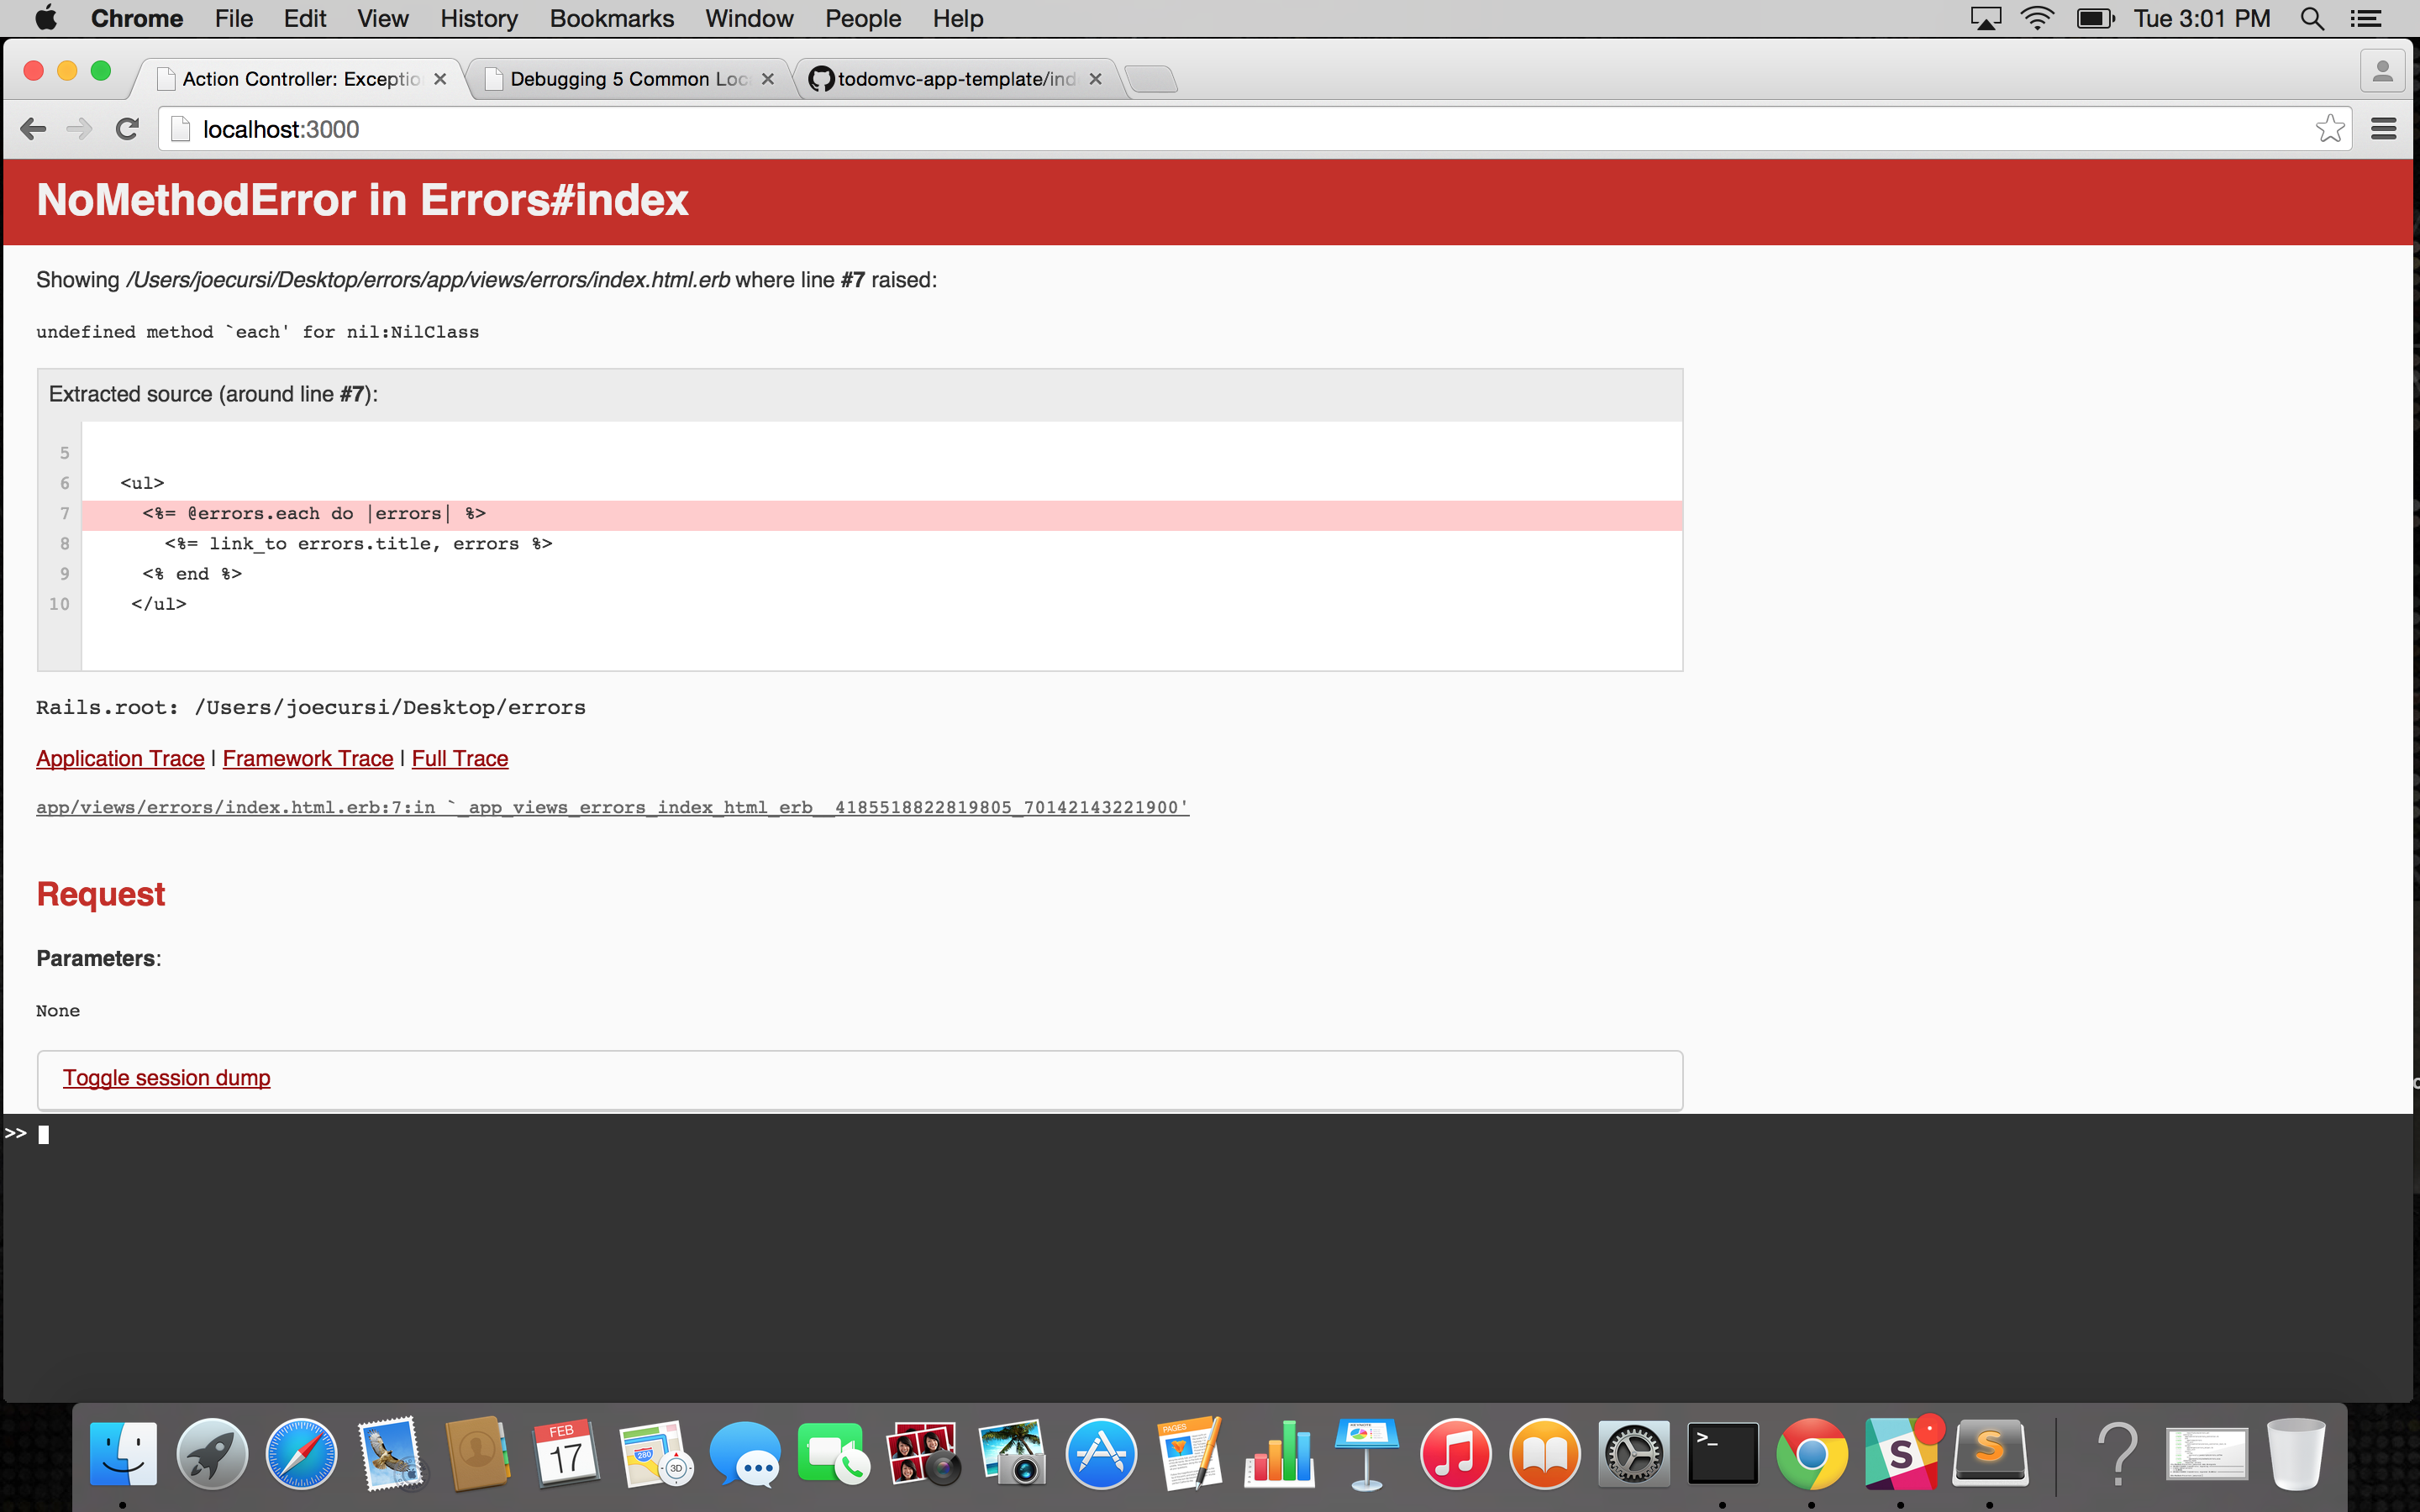 Chrome File Edit View History Bookmarks Window People Help Tue 3:01 PM
Action Controller: Exceptio Debugging 5 Common Loc todomvc-app-template/ind
localhost:3000
NoMethodError in Errors#index
Showing /Users/joecursi/Desktop/errors/app/views/errors/index.html.erb where line #7 raised:
undefined method `each' for nil:NilClass
Extracted source (around line #7):
5
6 <ul>
7 <%= @errors.each do |errors| %>
8 <%= link_to errors.title, errors %>
9 <% end %>
10 </ul>
Rails.root: /Users/joecursi/Desktop/errors
Application Trace | Framework Trace | Full Trace
app/views/errors/index.html.erb:7:in `_app_views_errors_index_html_erb__4185518822819805_70142143221900'
Request
Parameters:
None
Toggle session dump
>>
FEB
17
280
3D
PAGES
KEYNOTE
>_
S
S
?